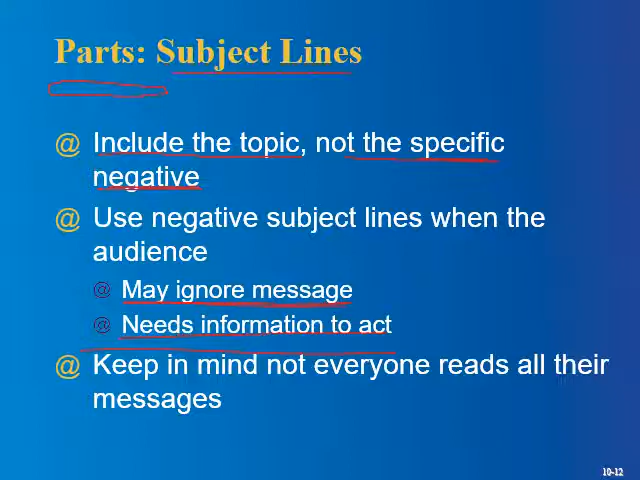 Parts: Subject Lines
@ Include the topic, not the specific
negative
@ Use negative subject lines when the
audience
@ May ignore message
@ Needs information to act
@ Keep in mind not everyone reads all their
messages
10-12